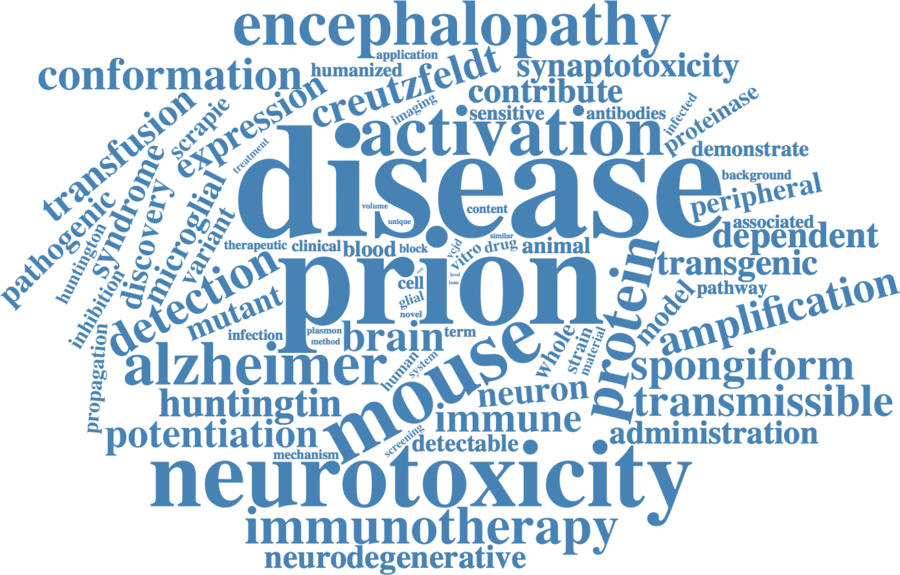 encephalopathy
application
conformation
humanized
creutzfeldt
synaptotoxicity
contribute
imaging
sensitive
antibodies
infected
proteinase
transfusion
scrapie
expression
activation
treatment
disease
demonstrate
background
peripheral
pathogenic
huntington
syndrome
discovery
microglial
variant
volume
unique
content
similar
associated
dependent
therapeutic
clinical
blood
block
vcjd
vitro
drug
animal
prion
protein
transgenic
inhibition
detection
mutant
cell
glial
novel
level
model
pathway
amplification
propagation
infection
plasmon
method
brain
term
mouse
whole
strain
material
alzheimer
human
system
neuron
spongiform
huntingtin
immune
transmissible
potentiation
screening
detectable
administration
mechanism
neurotoxicity
immunotherapy
neurodegenerative